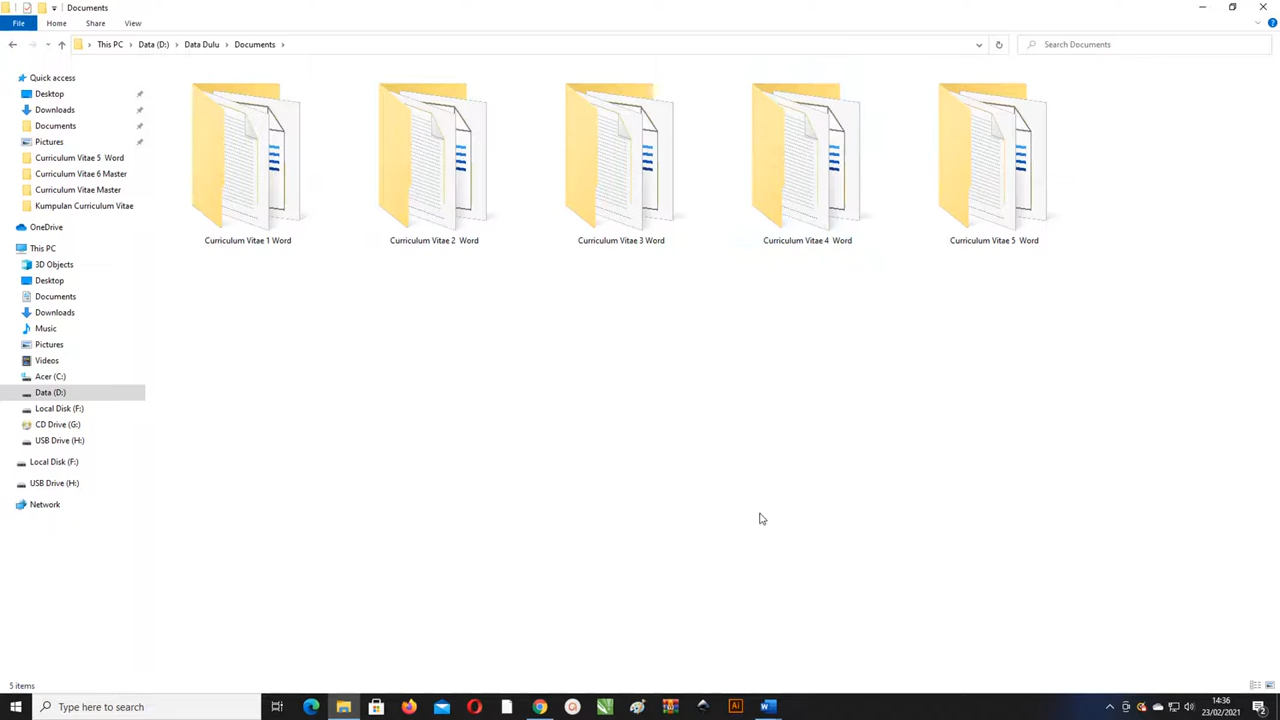 Documents
File Home Share View
This PC Data (D:) Data Dulu Documents
Search Documents
Quick access
Desktop
Downloads
Documents
Pictures
Curriculum Vitae 5 Word
Curriculum Vitae 6 Master
Curriculum Vitae Master
Kumpulan Curriculum Vitae
OneDrive
This PC
3D Objects
Desktop
Documents
Downloads
Music
Pictures
Videos
Acer (C:)
Data (D:)
Local Disk (F:)
CD Drive (G:)
USB Drive (H:)
Local Disk (F:)
USB Drive (H:)
Network
Curriculum Vitae 1 Word
Curriculum Vitae 2 Word
Curriculum Vitae 3 Word
Curriculum Vitae 4 Word
Curriculum Vitae 5 Word
5 items
Type here to search
Ai
14:36
23/02/2021
2